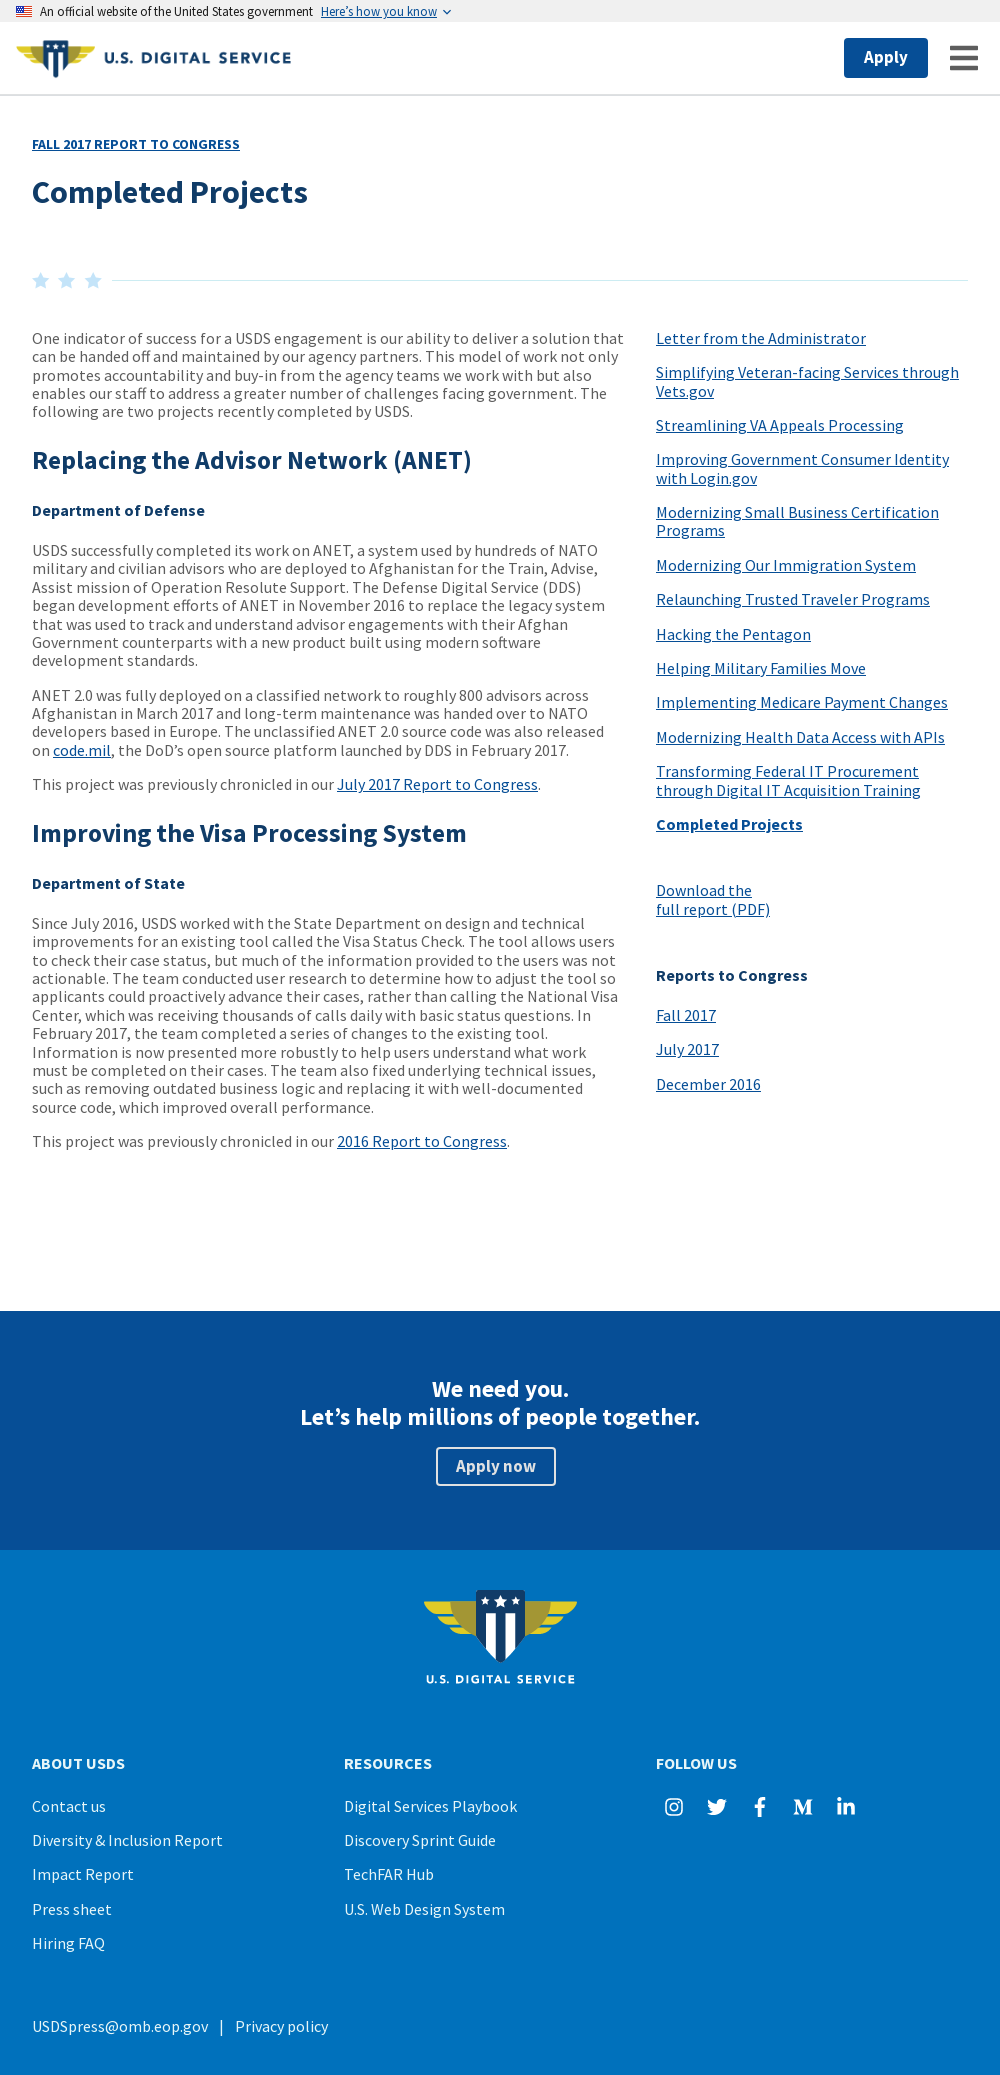 An official website of the United States government Here’s how you know
U.S. DIGITAL SERVICE
Apply
FALL 2017 REPORT TO CONGRESS
Completed Projects
One indicator of success for a USDS engagement is our ability to deliver a solution that
can be handed off and maintained by our agency partners. This model of work not only
promotes accountability and buy-in from the agency teams we work with but also
enables our staff to address a greater number of challenges facing government. The
following are two projects recently completed by USDS.
Replacing the Advisor Network (ANET)
Department of Defense
USDS successfully completed its work on ANET, a system used by hundreds of NATO
military and civilian advisors who are deployed to Afghanistan for the Train, Advise,
Assist mission of Operation Resolute Support. The Defense Digital Service (DDS)
began development efforts of ANET in November 2016 to replace the legacy system
that was used to track and understand advisor engagements with their Afghan
Government counterparts with a new product built using modern software
development standards.
ANET 2.0 was fully deployed on a classified network to roughly 800 advisors across
Afghanistan in March 2017 and long-term maintenance was handed over to NATO
developers based in Europe. The unclassified ANET 2.0 source code was also released
on code.mil, the DoD’s open source platform launched by DDS in February 2017.
This project was previously chronicled in our July 2017 Report to Congress.
Improving the Visa Processing System
Department of State
Since July 2016, USDS worked with the State Department on design and technical
improvements for an existing tool called the Visa Status Check. The tool allows users
to check their case status, but much of the information provided to the users was not
actionable. The team conducted user research to determine how to adjust the tool so
applicants could proactively advance their cases, rather than calling the National Visa
Center, which was receiving thousands of calls daily with basic status questions. In
February 2017, the team completed a series of changes to the existing tool.
Information is now presented more robustly to help users understand what work
must be completed on their cases. The team also fixed underlying technical issues,
such as removing outdated business logic and replacing it with well-documented
source code, which improved overall performance.
This project was previously chronicled in our 2016 Report to Congress.
Letter from the Administrator
Simplifying Veteran-facing Services through
Vets.gov
Streamlining VA Appeals Processing
Improving Government Consumer Identity
with Login.gov
Modernizing Small Business Certification
Programs
Modernizing Our Immigration System
Relaunching Trusted Traveler Programs
Hacking the Pentagon
Helping Military Families Move
Implementing Medicare Payment Changes
Modernizing Health Data Access with APIs
Transforming Federal IT Procurement
through Digital IT Acquisition Training
Completed Projects
Download the
full report (PDF)
Reports to Congress
Fall 2017
July 2017
December 2016
We need you.
Let’s help millions of people together.
Apply now
U.S. DIGITAL SERVICE
ABOUT USDS
Contact us
Diversity & Inclusion Report
Impact Report
Press sheet
Hiring FAQ
RESOURCES
Digital Services Playbook
Discovery Sprint Guide
TechFAR Hub
U.S. Web Design System
FOLLOW US
USDSpress@omb.eop.gov | Privacy policy